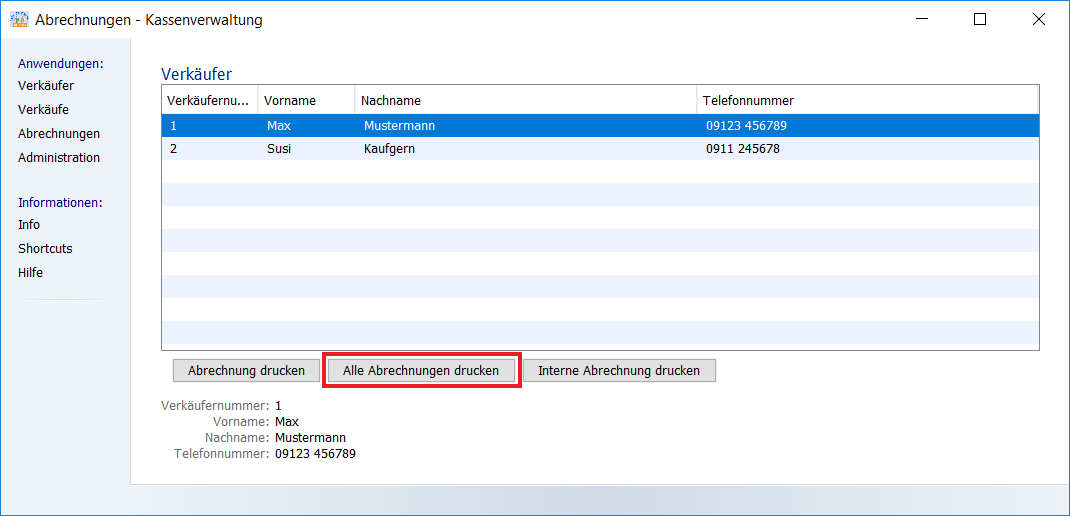 Abrechnungen - Kassenverwaltung
Anwendungen:
Verkäufer
Verkäufe
Abrechnungen
Administration
Informationen:
Info
Shortcuts
Hilfe
Verkäufer
Verkäufernu... Vorname Nachname Telefonnummer
1 Max Mustermann 09123 456789
2 Susi Kaufgern 0911 245678
Abrechnung drucken Alle Abrechnungen drucken Interne Abrechnung drucken
Verkäufernummer: 1
Vorname: Max
Nachname: Mustermann
Telefonnummer: 09123 456789